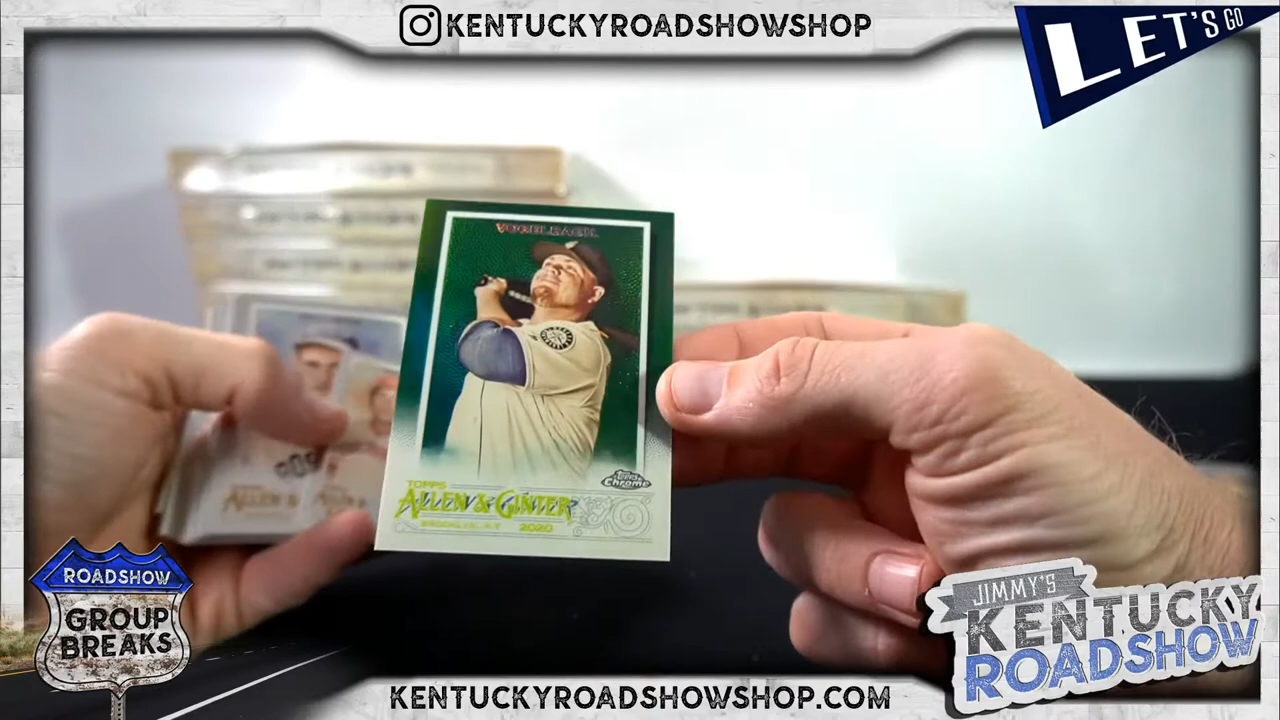 KENTUCKYROADSHOWSHOP
LET'S GO
VOGELBACH
Topps
Chrome
TOPPS
ALLEN & GINTER
BROOKLYN, N.Y 2020
ALLEN &
ROADSHOW
GROUP
BREAKS
JIMMY'S
KENTUCKY
ROADSHOW
KENTUCKYROADSHOWSHOP.COM